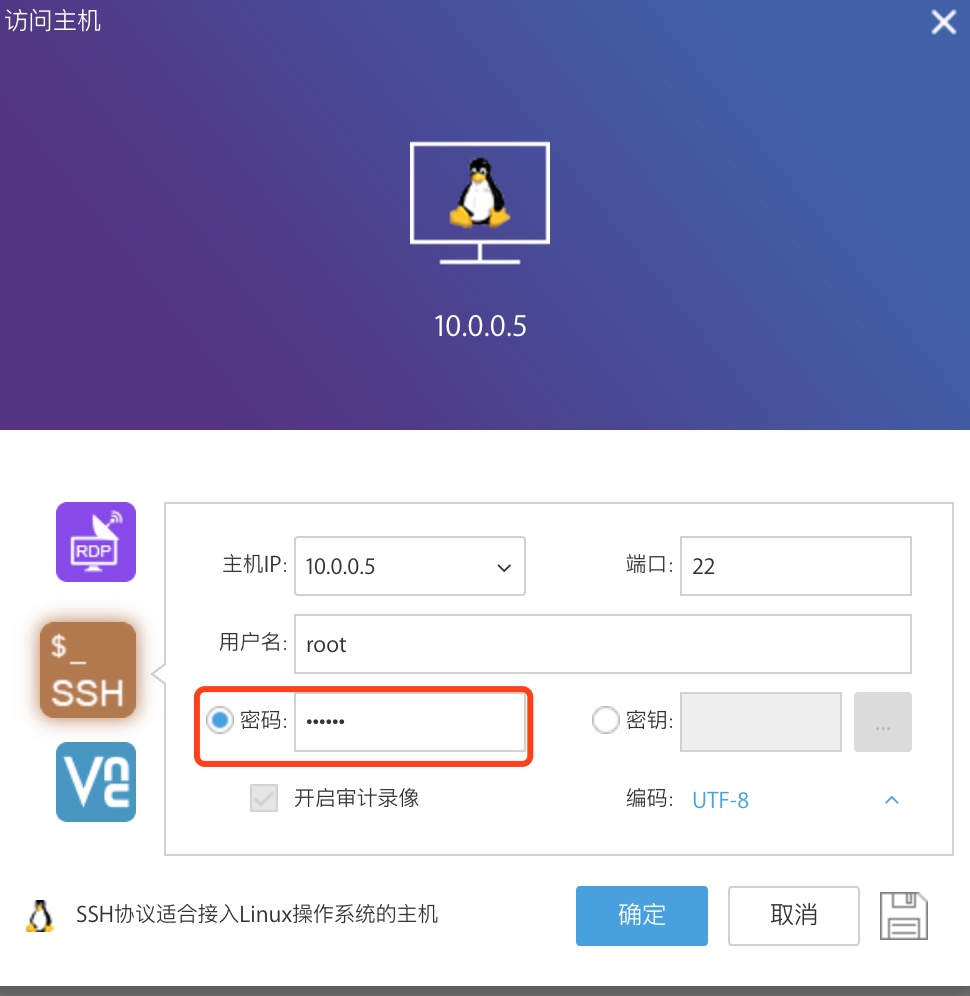 访问主机
10.0.0.5
RDP
主机IP: 10.0.0.5 端口: 22
$_
SSH
用户名: root
密码: •••••• 密钥: ...
VNC
开启审计录像 编码: UTF-8
SSH协议适合接入Linux操作系统的主机 确定 取消